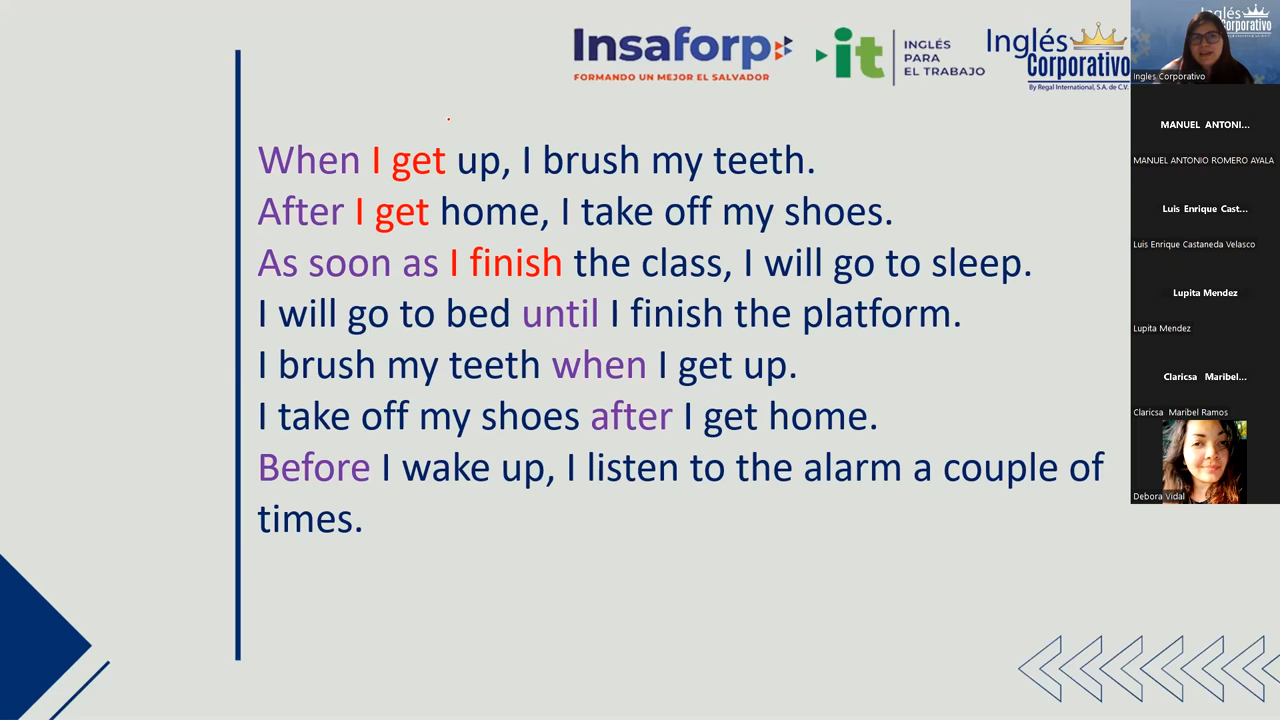 Insaforp
FORMANDO UN MEJOR EL SALVADOR
it
INGLÉS
PARA
EL TRABAJO
Inglés
Corporativo
By Regal International, S.A. de C.V.
When I get up, I brush my teeth.
After I get home, I take off my shoes.
As soon as I finish the class, I will go to sleep.
I will go to bed until I finish the platform.
I brush my teeth when I get up.
I take off my shoes after I get home.
Before I wake up, I listen to the alarm a couple of
times.
Inglés
Corporativo
Ingles Corporativo
MANUEL ANTONI...
MANUEL ANTONIO ROMERO AYALA
Luis Enrique Cast...
Luis Enrique Castaneda Velasco
Lupita Mendez
Lupita Mendez
Claricsa Maribel...
Claricsa Maribel Ramos
Debora Vidal